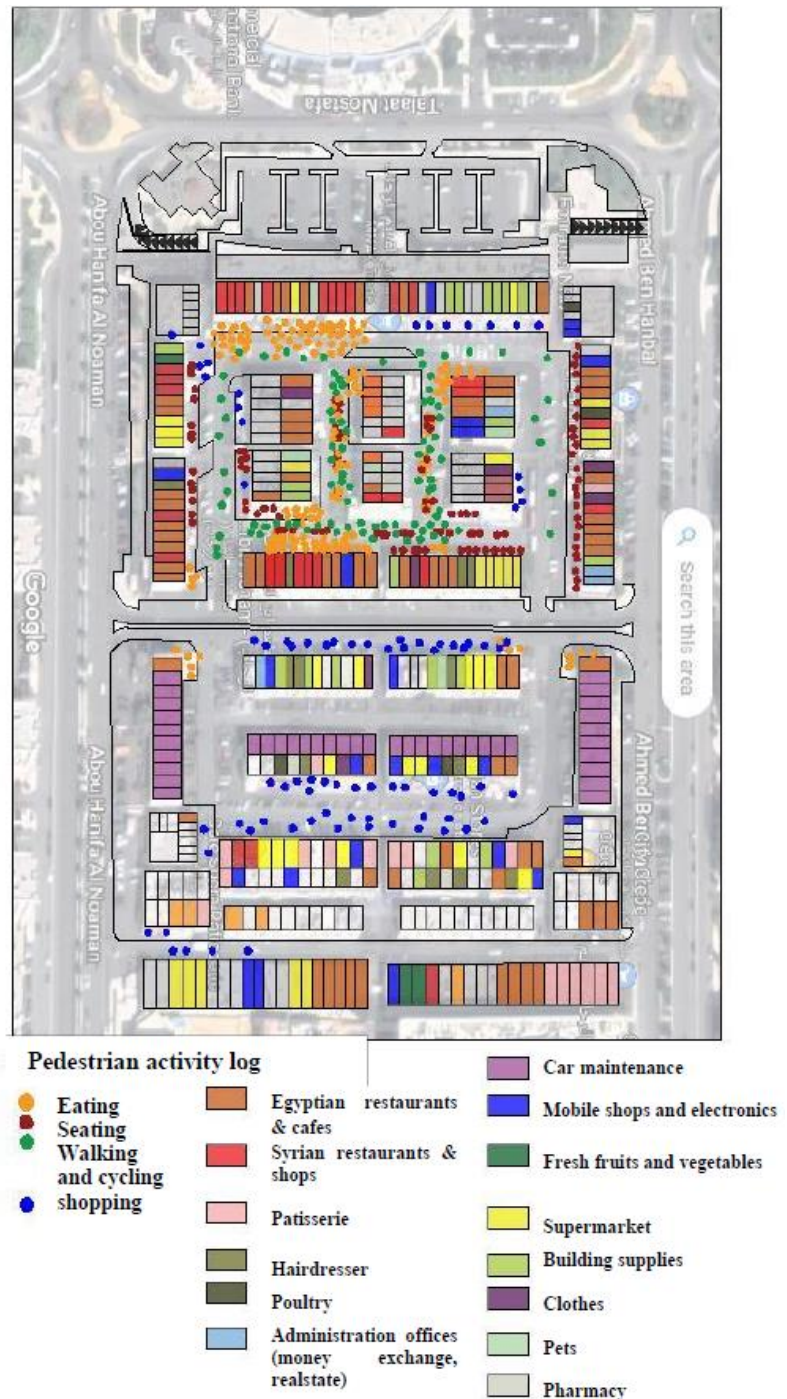 Talaat Mostafa
Abou Hanifa Al Noaman
Ahmed Ben Hanbal
Google
Search this area
Abou Hanifa Al Noaman
Pedestrian activity log
Eating
Seating
Walking
and cycling
shopping
Egyptian restaurants
& cafes
Syrian restaurants &
shops
Patisserie
Hairdresser
Poultry
Administration offices
(money exchange,
realstate)
Car maintenance
Mobile shops and electronics
Fresh fruits and vegetables
Supermarket
Building supplies
Clothes
Pets
Pharmacy